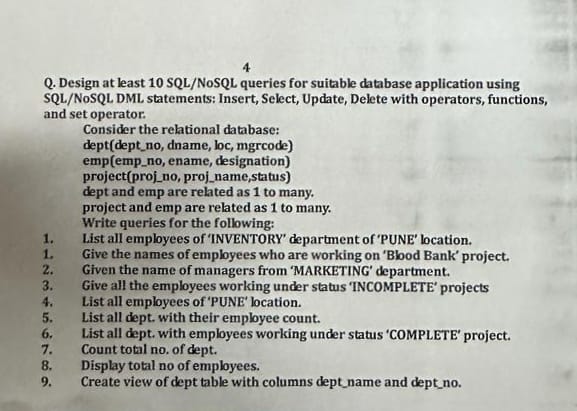 4
Q. Design at least 10 SQL/NoSQL queries for suitable database application using
SQL/NoSQL DML statements: Insert, Select, Update, Delete with operators, functions,
and set operator.
Consider the relational database:
dept(dept_no, dname, loc, mgrcode)
emp(emp_no, ename, designation)
project(proj_no, proj_name,status)
dept and emp are related as 1 to many.
project and emp are related as 1 to many.
Write queries for the following:
1. List all employees of 'INVENTORY' department of 'PUNE' location.
1. Give the names of employees who are working on 'Blood Bank' project.
2. Given the name of managers from 'MARKETING' department.
3. Give all the employees working under status 'INCOMPLETE' projects
4. List all employees of 'PUNE' location.
5. List all dept. with their employee count.
6. List all dept. with employees working under status 'COMPLETE' project.
7. Count total no. of dept.
8. Display total no of employees.
9. Create view of dept table with columns dept_name and dept_no.